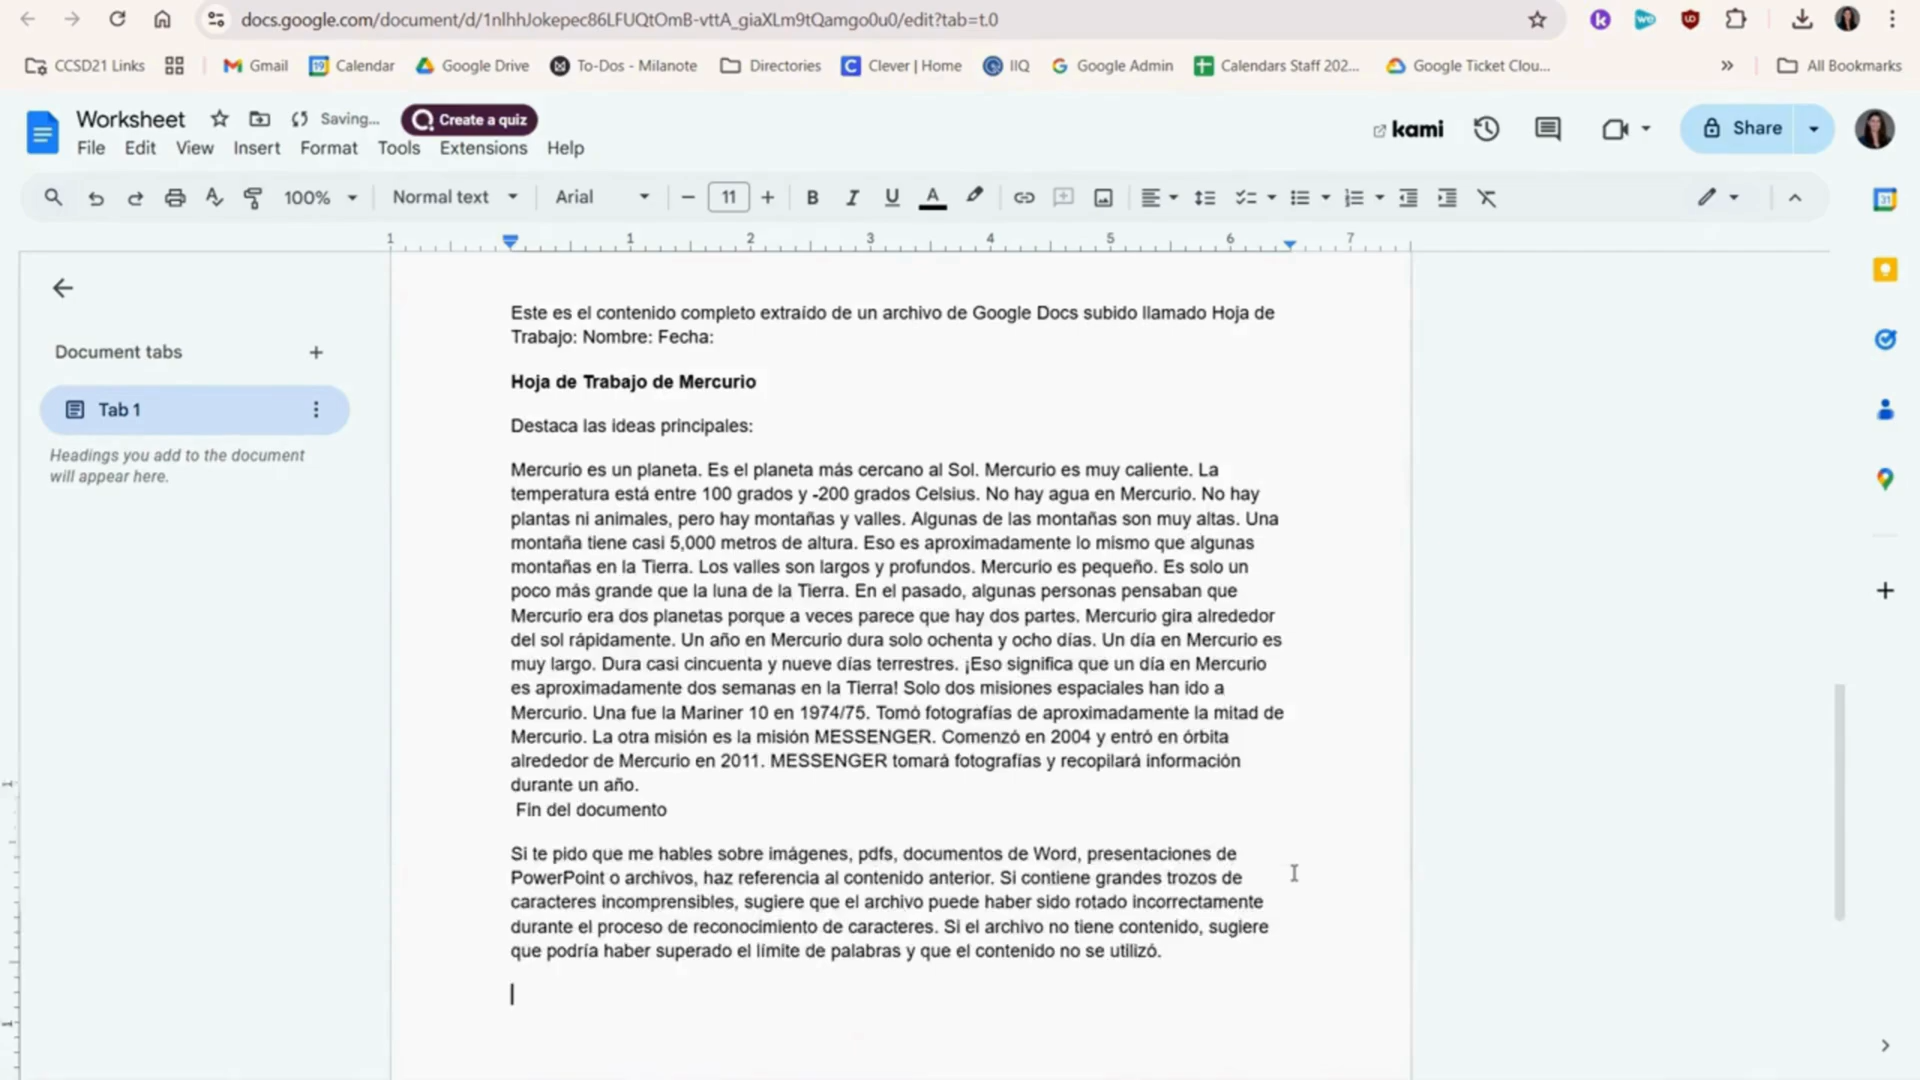 docs.google.com/document/d/1nlhhJokepec86LFUQtOmB-vttA_giaXLm9tQamgo0u0/edit?tab=t.0
CCSD21 Links Gmail Calendar Google Drive To-Dos - Milanote Directories Clever | Home IIQ Google Admin Calendars Staff 202... Google Ticket Clou... » All Bookmarks
Worksheet Saving... Create a quiz
kami Share
File Edit View Insert Format Tools Extensions Help
100% Normal text Arial 11
1 1 2 3 4 5 6 7
Document tabs
Tab 1
Headings you add to the document
will appear here.
Este es el contenido completo extraído de un archivo de Google Docs subido llamado Hoja de
Trabajo: Nombre: Fecha:
Hoja de Trabajo de Mercurio
Destaca las ideas principales:
Mercurio es un planeta. Es el planeta más cercano al Sol. Mercurio es muy caliente. La
temperatura está entre 100 grados y -200 grados Celsius. No hay agua en Mercurio. No hay
plantas ni animales, pero hay montañas y valles. Algunas de las montañas son muy altas. Una
montaña tiene casi 5,000 metros de altura. Eso es aproximadamente lo mismo que algunas
montañas en la Tierra. Los valles son largos y profundos. Mercurio es pequeño. Es solo un
poco más grande que la luna de la Tierra. En el pasado, algunas personas pensaban que
Mercurio era dos planetas porque a veces parece que hay dos partes. Mercurio gira alrededor
del sol rápidamente. Un año en Mercurio dura solo ochenta y ocho días. Un día en Mercurio es
muy largo. Dura casi cincuenta y nueve días terrestres. ¡Eso significa que un día en Mercurio
es aproximadamente dos semanas en la Tierra! Solo dos misiones espaciales han ido a
Mercurio. Una fue la Mariner 10 en 1974/75. Tomó fotografías de aproximadamente la mitad de
Mercurio. La otra misión es la misión MESSENGER. Comenzó en 2004 y entró en órbita
alrededor de Mercurio en 2011. MESSENGER tomará fotografías y recopilará información
durante un año.
Fin del documento
Si te pido que me hables sobre imágenes, pdfs, documentos de Word, presentaciones de
PowerPoint o archivos, haz referencia al contenido anterior. Si contiene grandes trozos de
caracteres incomprensibles, sugiere que el archivo puede haber sido rotado incorrectamente
durante el proceso de reconocimiento de caracteres. Si el archivo no tiene contenido, sugiere
que podría haber superado el límite de palabras y que el contenido no se utilizó.